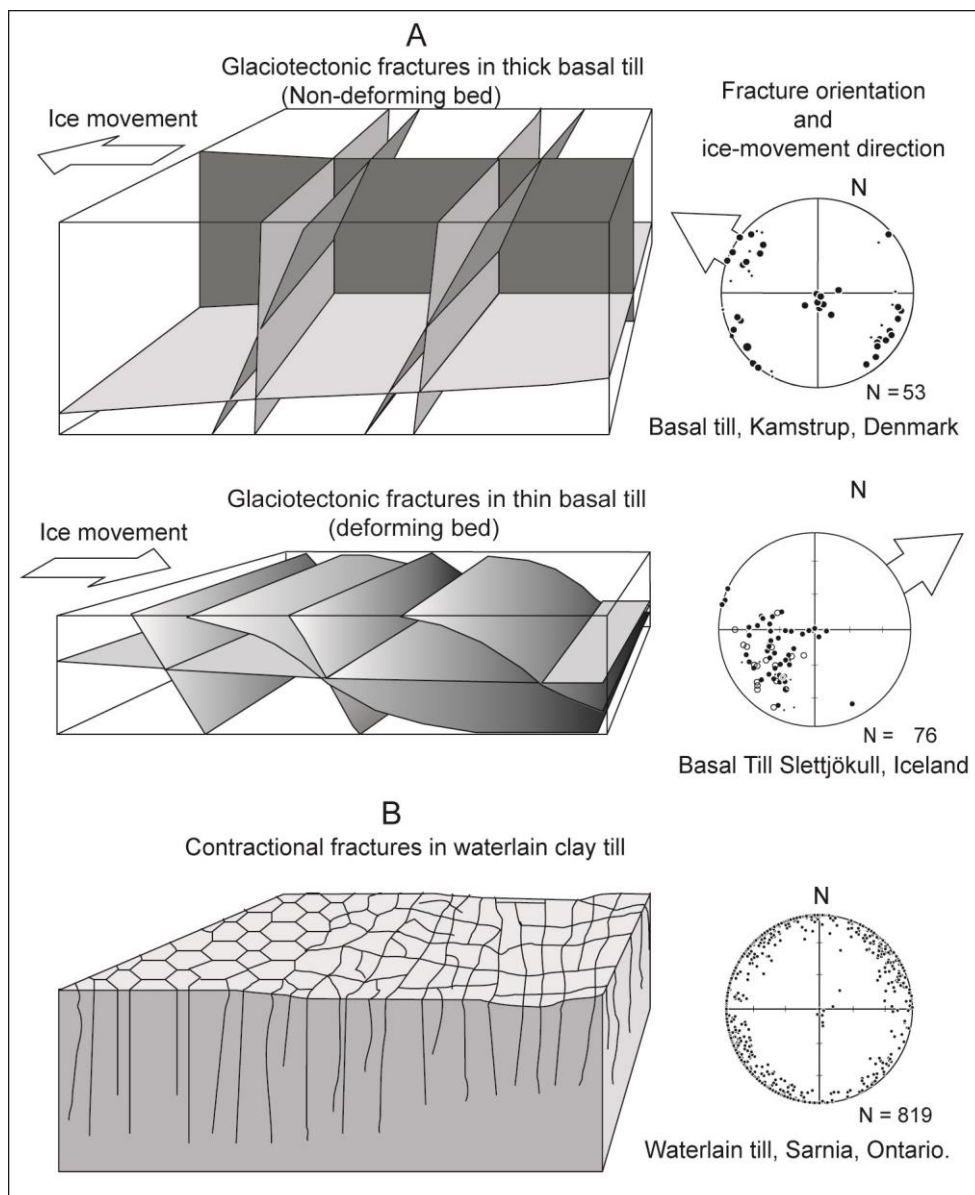 A
Glaciotectonic fractures in thick basal till
(Non-deforming bed)
Ice movement
Fracture orientation
and
ice-movement direction
N
N = 53
Basal till, Kamstrup, Denmark
Glaciotectonic fractures in thin basal till
(deforming bed)
Ice movement
N
N = 76
Basal Till Slettjökull, Iceland
B
Contractional fractures in waterlain clay till
N
N = 819
Waterlain till, Sarnia, Ontario.